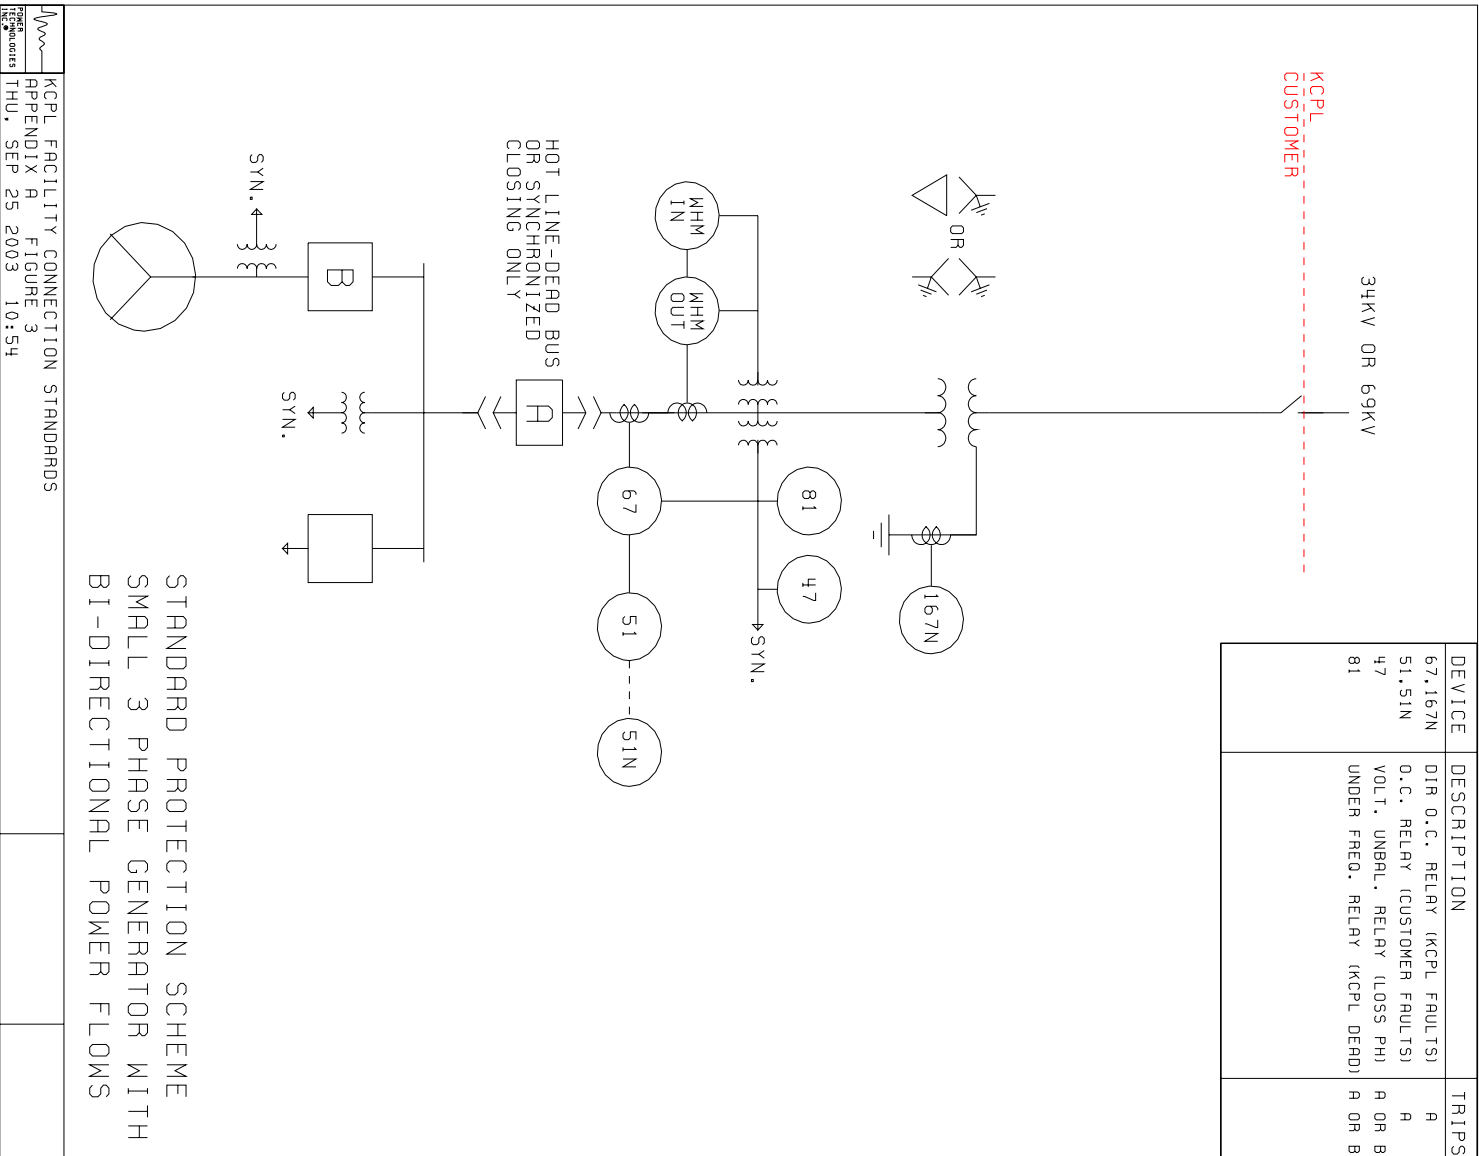 34KV OR 69KV
KCPL
CUSTOMER
DEVICE DESCRIPTION TRIPS
67,167N DIR O.C. RELAY (KCPL FAULTS) A
51,51N O.C. RELAY (CUSTOMER FAULTS) A
47 VOLT. UNBAL. RELAY (LOSS PH) A OR B
81 UNDER FREQ. RELAY (KCPL DEAD) A OR B
OR
167N
81
47
SYN.
WHM
IN
WHM
OUT
67
51
51N
HOT LINE-DEAD BUS
OR SYNCHRONIZED
CLOSING ONLY
A
B
SYN.
SYN.
STANDARD PROTECTION SCHEME
SMALL 3 PHASE GENERATOR WITH
BI-DIRECTIONAL POWER FLOWS
POWER
TECHNOLOGIES
INC.®
KCPL FACILITY CONNECTION STANDARDS
APPENDIX A FIGURE 3
THU, SEP 25 2003 10:54